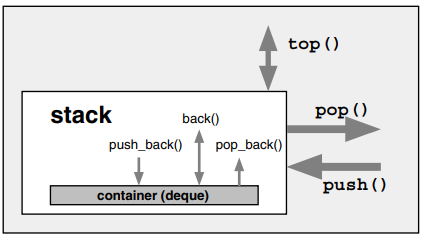 top()
stack
pop()
back()
push_back()
pop_back()
push()
container (deque)